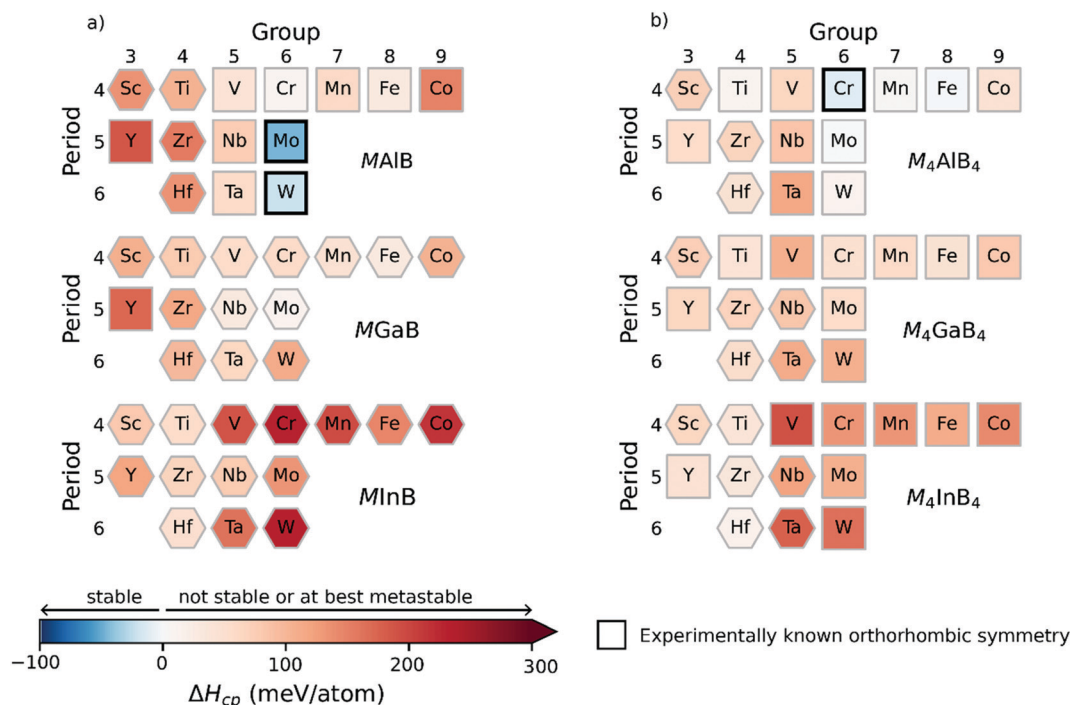 a)
Group
3 4 5 6 7 8 9
Period
4 Sc Ti V Cr Mn Fe Co
5 Y Zr Nb Mo
MAlB
6 Hf Ta W
Period
4 Sc Ti V Cr Mn Fe Co
5 Y Zr Nb Mo
MGaB
6 Hf Ta W
Period
4 Sc Ti V Cr Mn Fe Co
5 Y Zr Nb Mo
MInB
6 Hf Ta W
b)
Group
3 4 5 6 7 8 9
Period
4 Sc Ti V Cr Mn Fe Co
5 Y Zr Nb Mo
M₄AlB₄
6 Hf Ta W
Period
4 Sc Ti V Cr Mn Fe Co
5 Y Zr Nb Mo
M₄GaB₄
6 Hf Ta W
Period
4 Sc Ti V Cr Mn Fe Co
5 Y Zr Nb Mo
M₄InB₄
6 Hf Ta W
stable not stable or at best metastable
−100 0 100 200 300
ΔH_cp (meV/atom)
Experimentally known orthorhombic symmetry